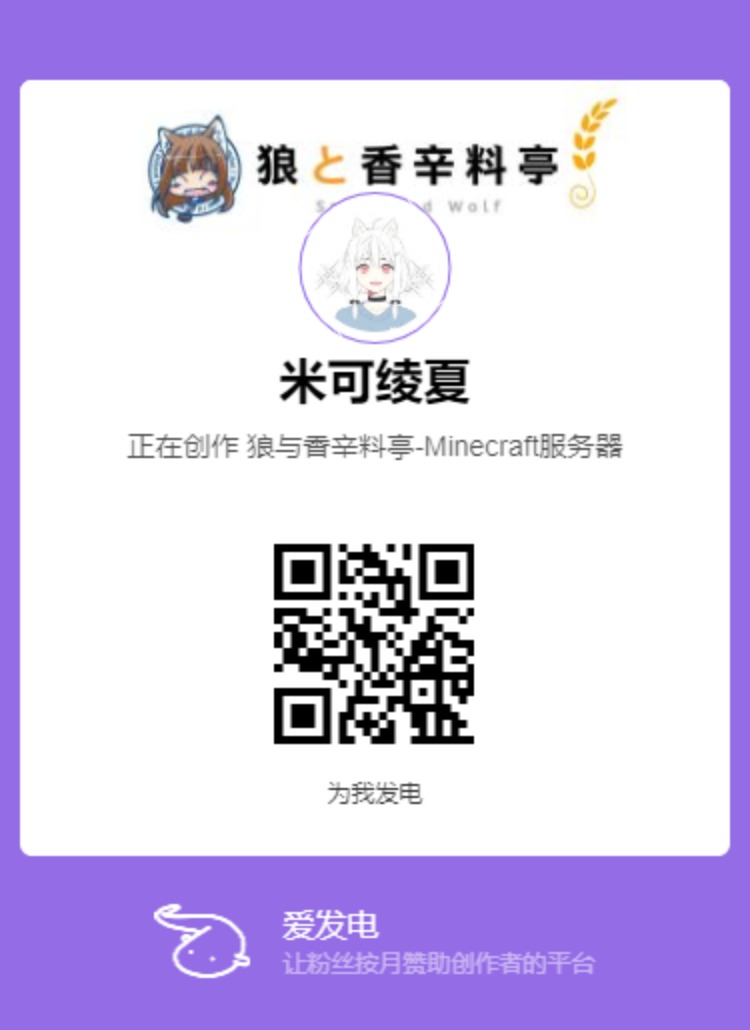 狼と香辛料亭
Wolf
米可绫夏
正在创作 狼与香辛料亭-Minecraft服务器
为我发电
爱发电
让粉丝按月赞助创作者的平台